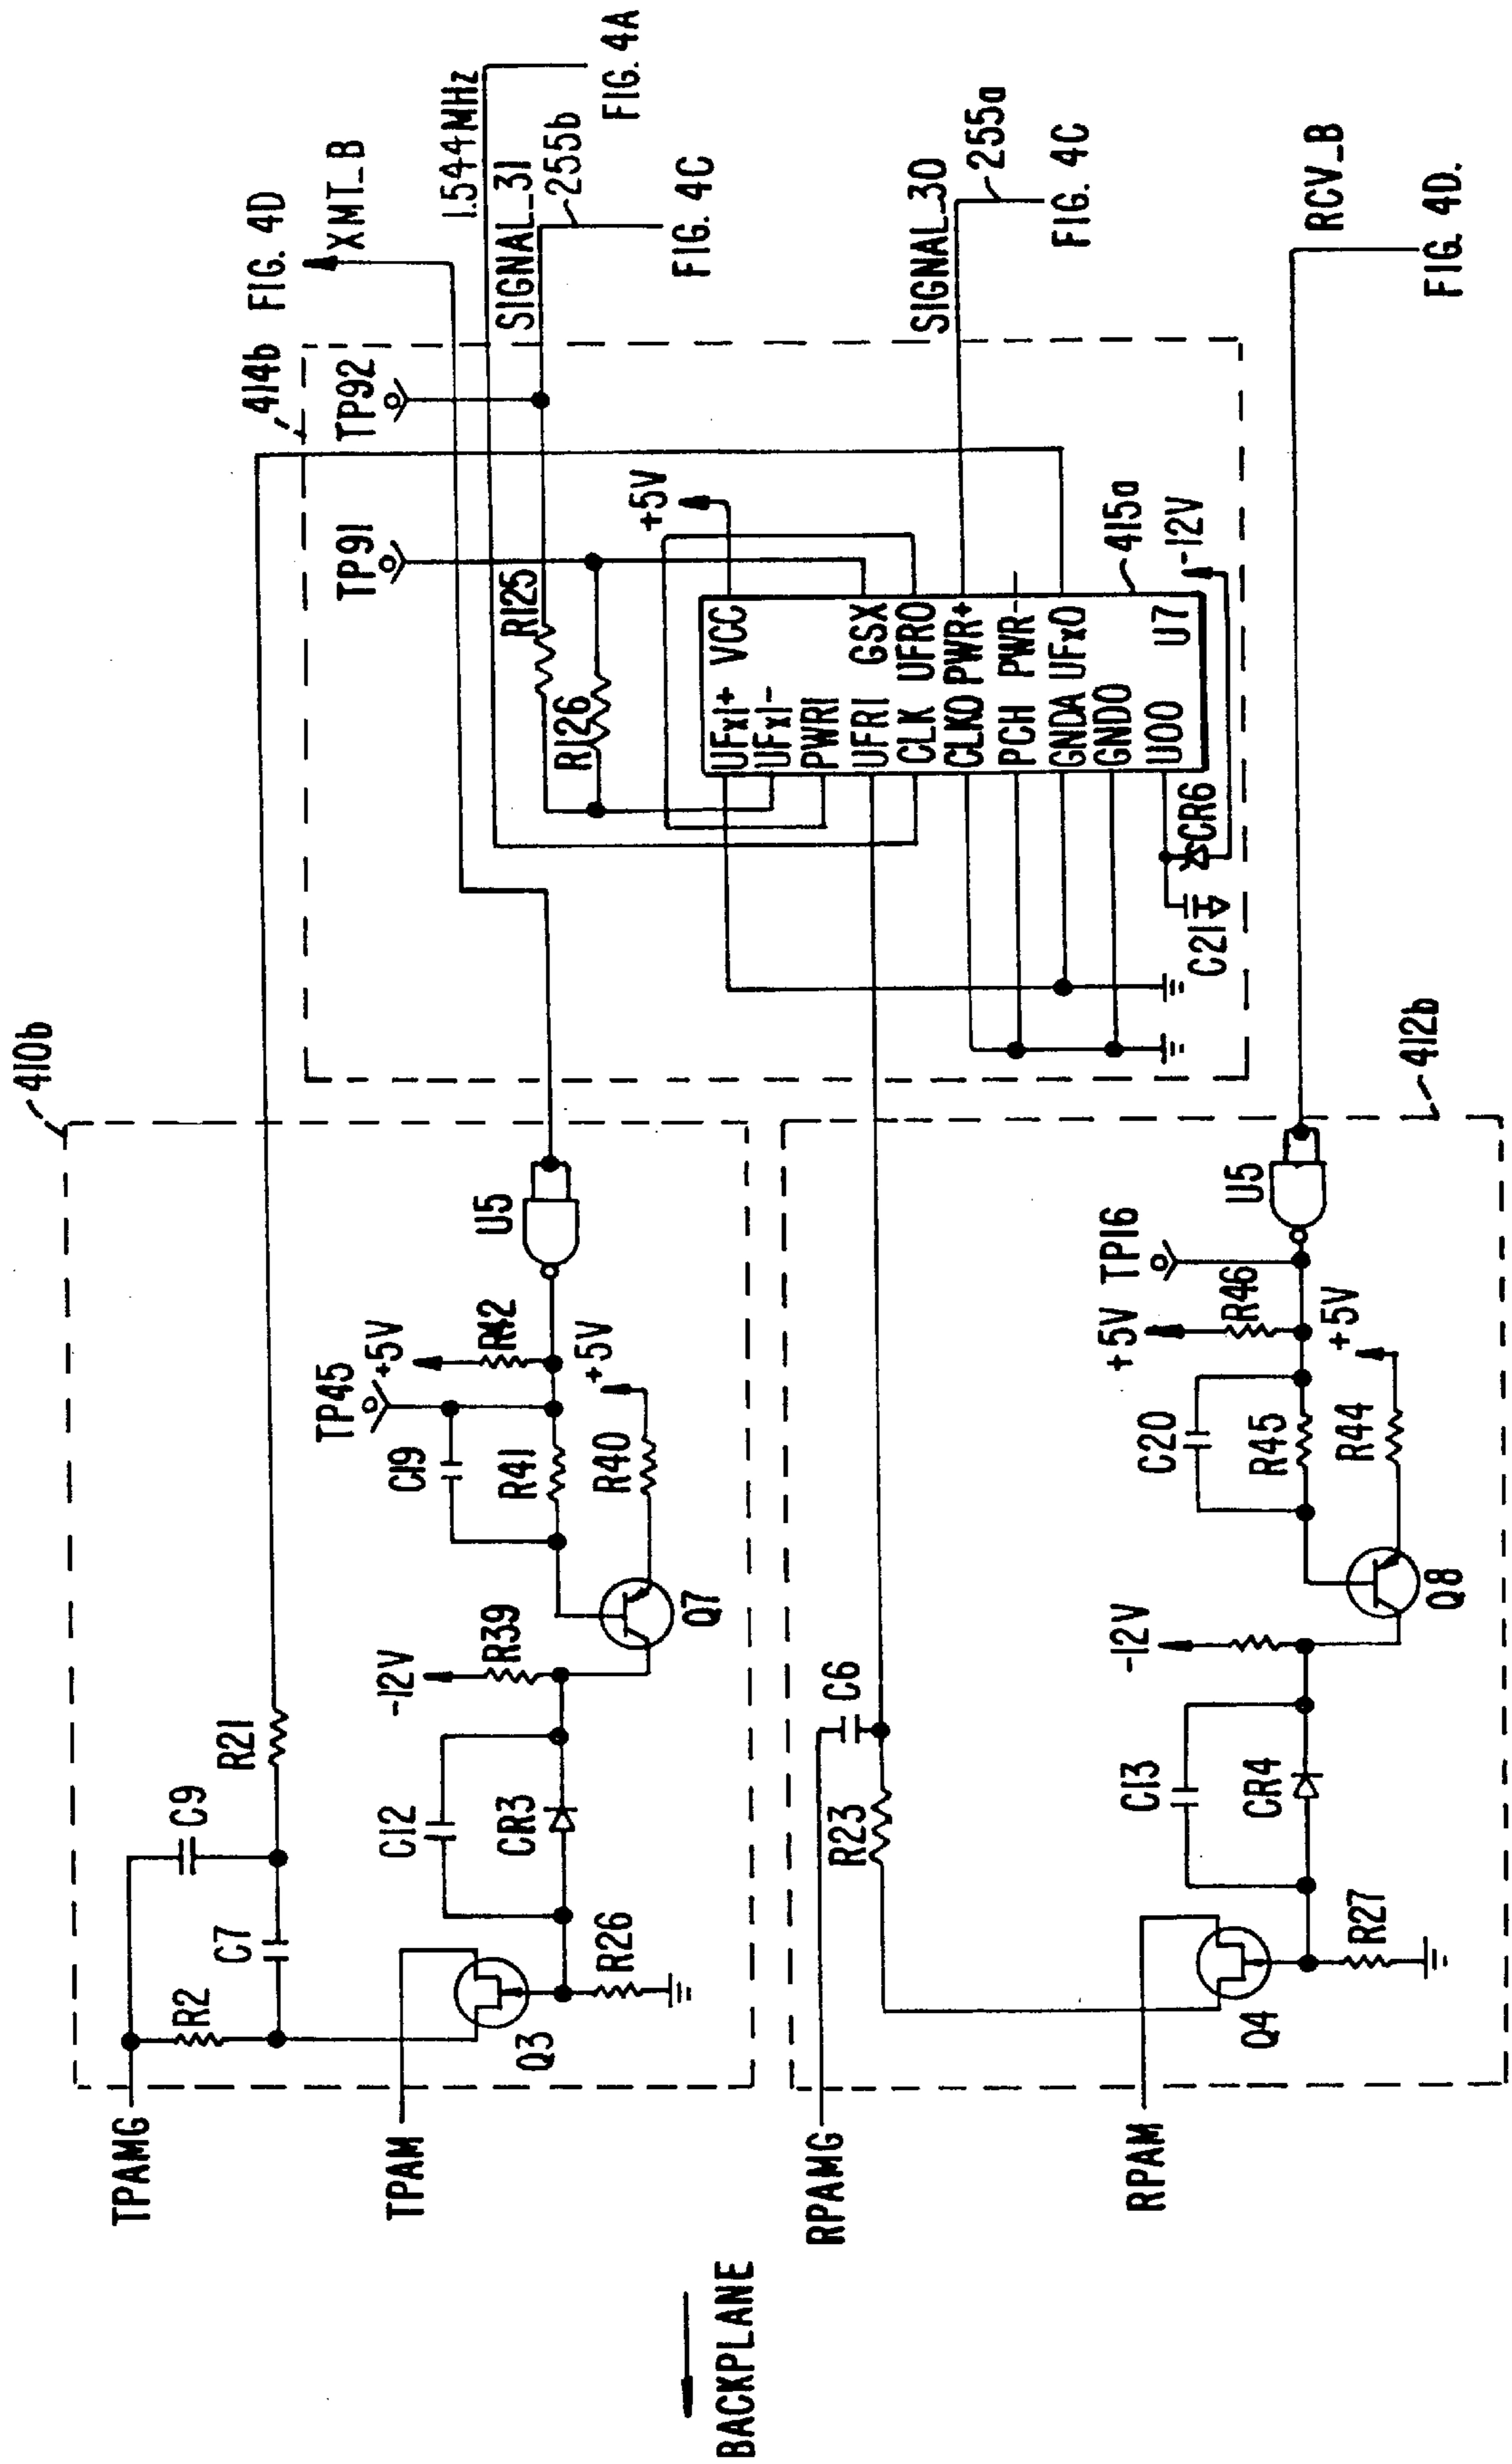 410b
414b
FIG. 4D
XMT_B
1.544MHz
FIG. 4A
SIGNAL_31
255b
FIG. 4C
TP92
TP91
R125
R126
+5V
UFxI+ VCC
UFxI-
PWRI
UFRI GSX
CLK UFRO
CLKO PWR+
PCH PWR-
GNDA UFxO
GNDO
UOO U7
415a
-12V
CR6
C21
SIGNAL_30
255a
FIG. 4C
TPAMG
R2
C7
C9
R21
TPAM
Q3
R26
C12
CR3
-12V
R39
Q7
C19
R41
R40
TP45
+5V
R42
+5V
U5
RPAMG
R23
C6
RPAM
Q4
R27
C13
CR4
-12V
Q8
C20
R45
R44
+5V
R46
+5V
TP16
U5
412b
RCV_B
FIG. 4D.
BACKPLANE